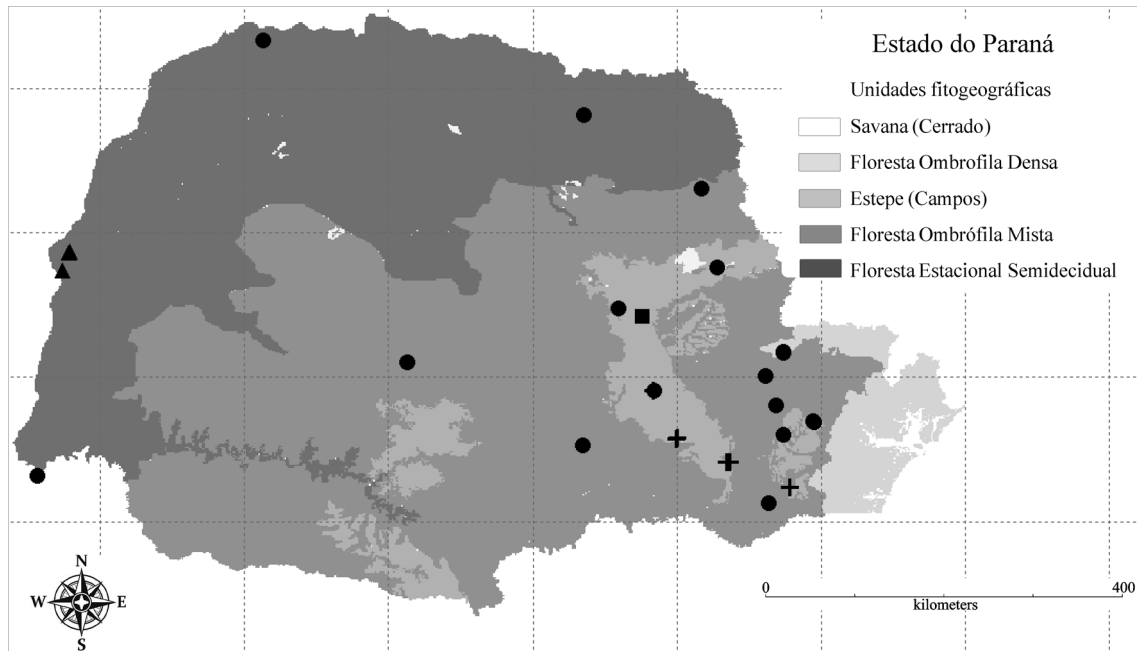 Estado do Paraná
Unidades fitogeográficas
Savana (Cerrado)
Floresta Ombrofila Densa
Estepe (Campos)
Floresta Ombrófila Mista
Floresta Estacional Semidecidual
N
W
E
S
0
400
kilometers